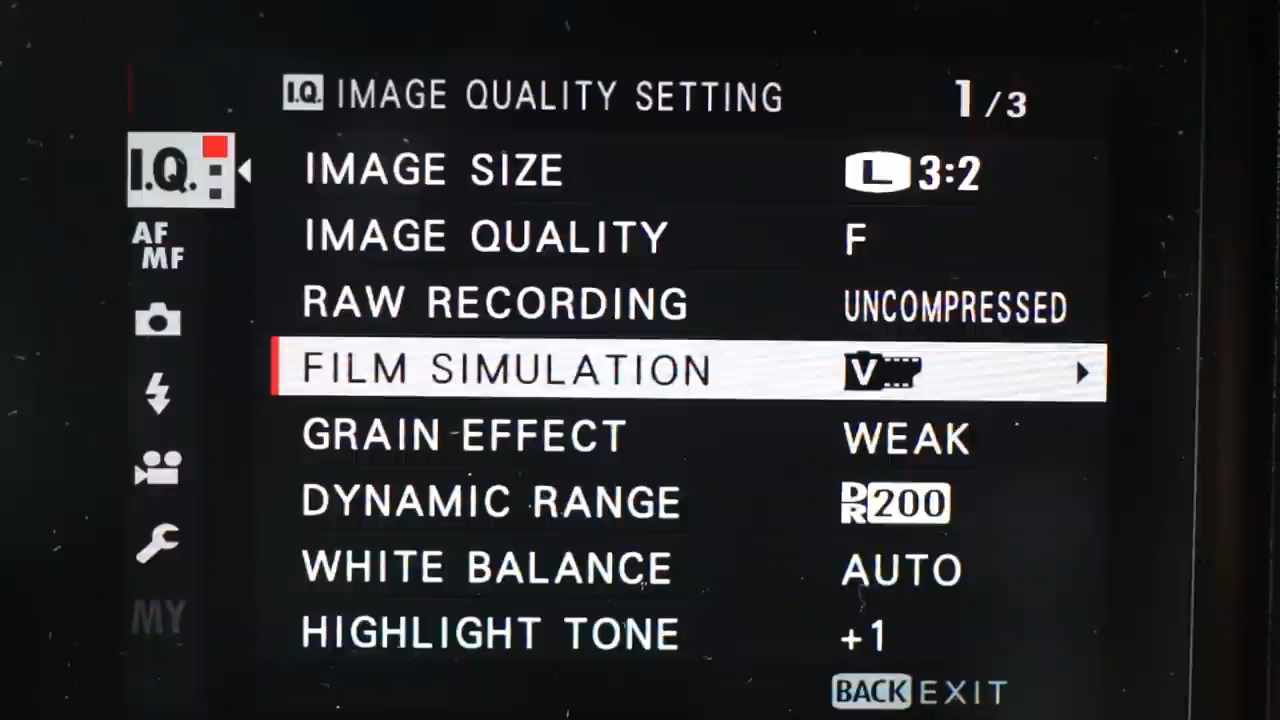 I.Q. IMAGE QUALITY SETTING 1/3
I.Q.
IMAGE SIZE L 3:2
AF
MF
IMAGE QUALITY F
RAW RECORDING UNCOMPRESSED
FILM SIMULATION V
GRAIN EFFECT WEAK
DYNAMIC RANGE DR200
WHITE BALANCE AUTO
MY
HIGHLIGHT TONE +1
BACK EXIT